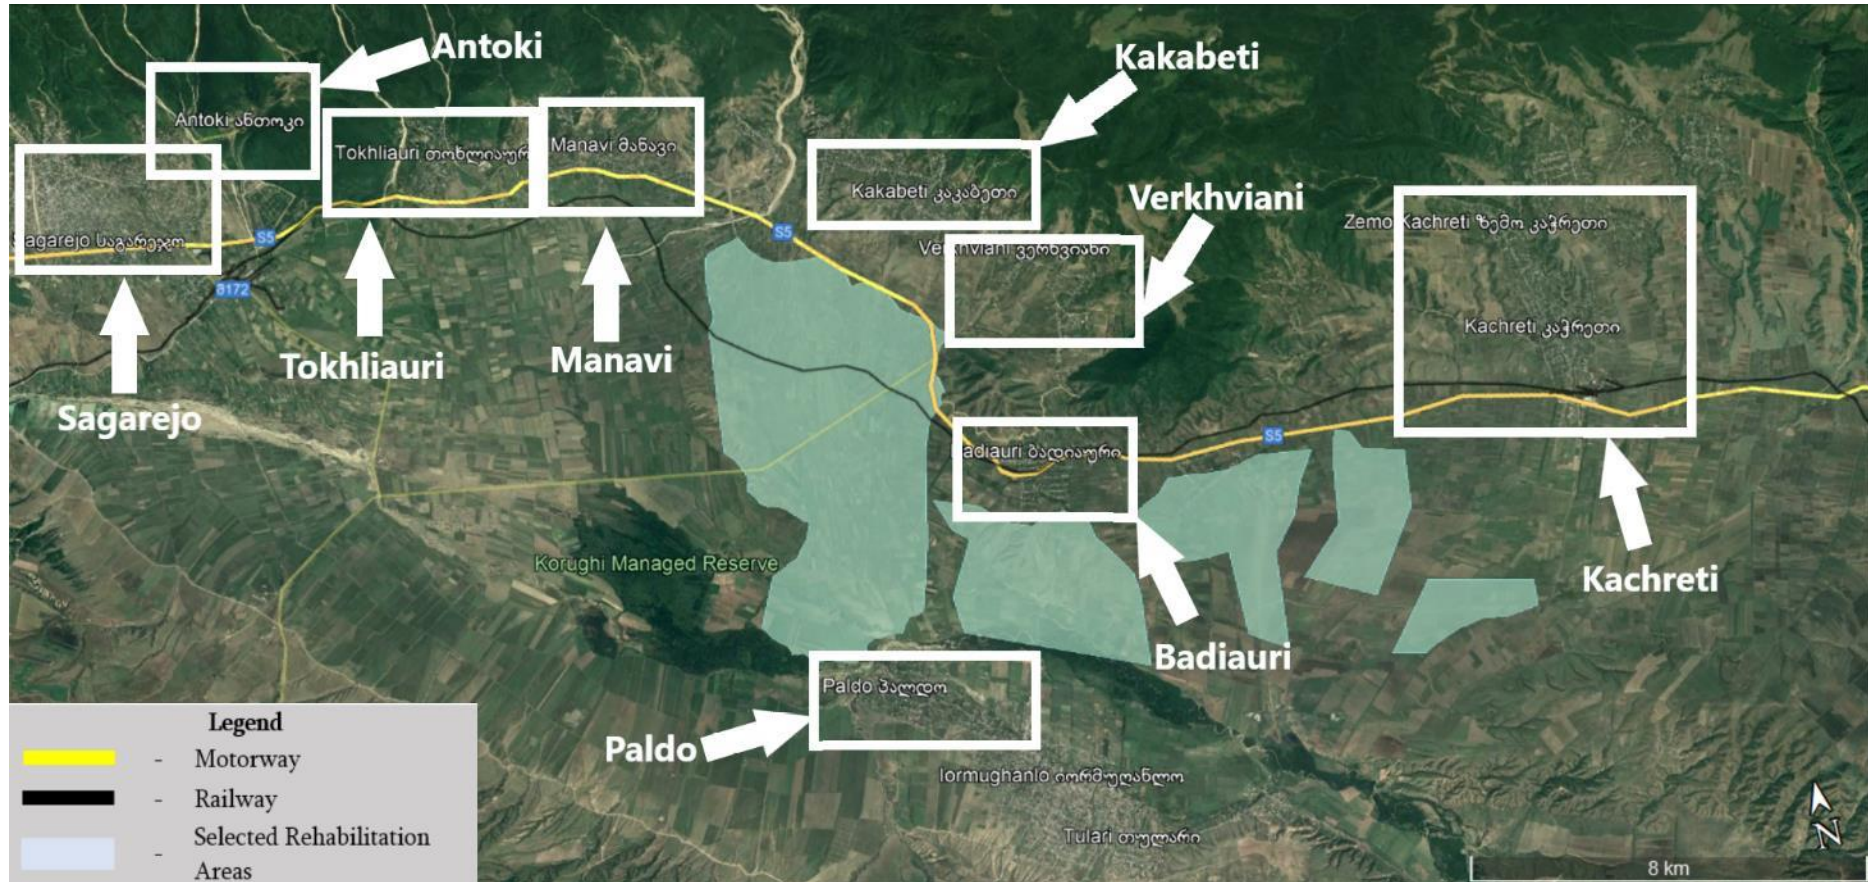 Antoki
Kakabeti
Antoki ანთოკი
Tokhliauri თოხლიაურ
Manavi მანავი
Kakabeti კაკაბეთი
Verkhviani
Zemo Kachreti ზემო კაჭრეთი
Sagarejo საგარეჯო
S5
S5
Verkhviani ვერხვიანი
შ172
Kachreti კაჭრეთი
Tokhliauri
Manavi
Sagarejo
S5
Badiauri ბადიაური
Korughi Managed Reserve
Kachreti
Badiauri
Paldo პალდო
Paldo
Iormughanlo იორმუღანლო
Tulari თულარი
Legend
- Motorway
- Railway
- Selected Rehabilitation
Areas
N
8 km